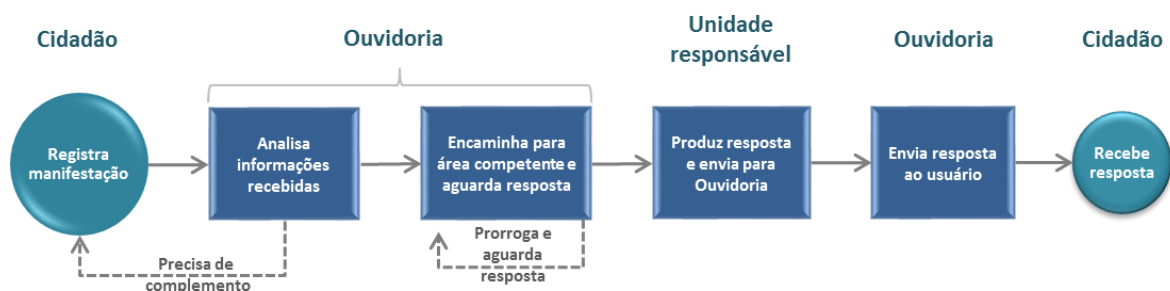 Cidadão
Ouvidoria
Unidade
responsável
Ouvidoria
Cidadão
Registra
manifestação
Analisa
informações
recebidas
Encaminha para
área competente e
aguarda resposta
Produz resposta
e envia para
Ouvidoria
Envia resposta
ao usuário
Recebe
resposta
Precisa de
complemento
Prorroga e
aguarda
resposta